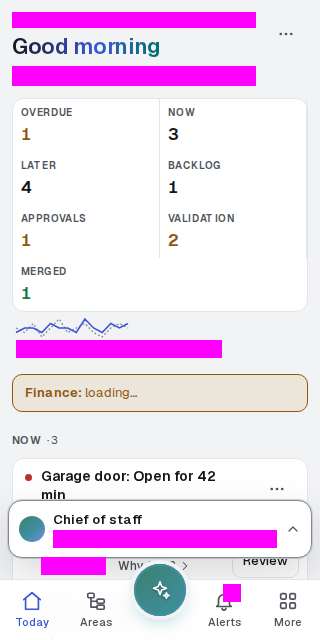 Good morning
OVERDUE
1
NOW
3
LATER
4
BACKLOG
1
APPROVALS
1
VALIDATION
2
MERGED
1
Finance: loading…
NOW · 3
Garage door: Open for 42
min
Chief of staff
Review
Today
Areas
Alerts
More